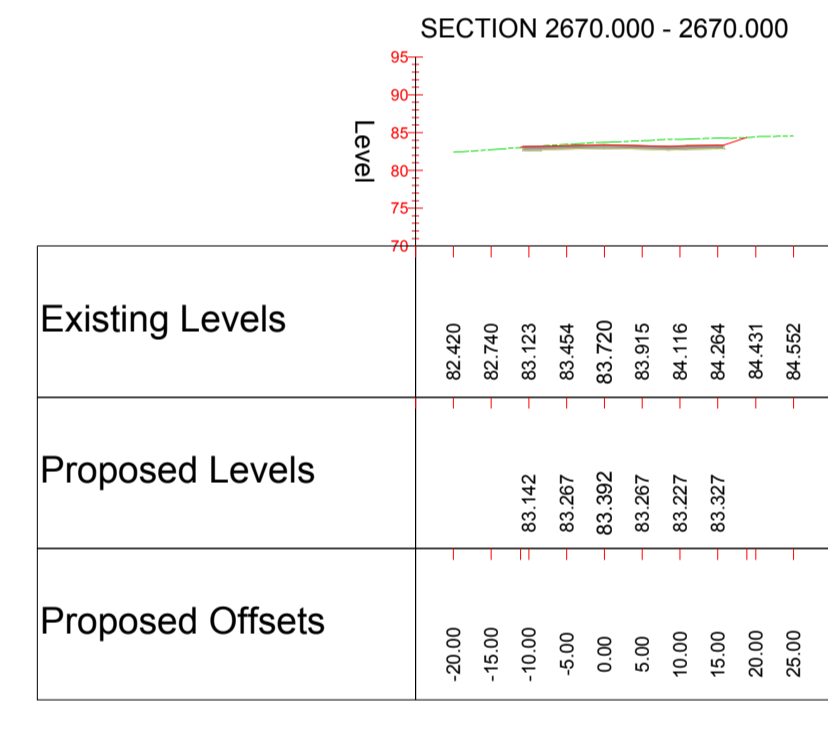 SECTION 2670.000 - 2670.000
95
90
85
80
75
70
Level
Existing Levels
82.420 82.740 83.123 83.454 83.720 83.915 84.116 84.264 84.431 84.552
Proposed Levels
83.142 83.267 83.392 83.267 83.227 83.327
Proposed Offsets
-20.00 -15.00 -10.00 -5.00 0.00 5.00 10.00 15.00 20.00 25.00